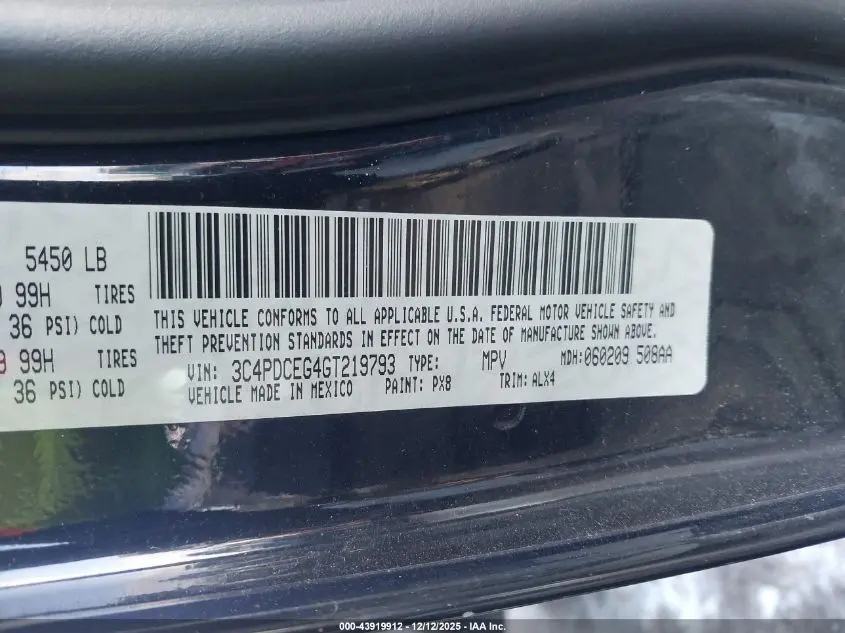 5450 LB
99H TIRES
36 PSI) COLD
9 99H TIRES
36 PSI) COLD
THIS VEHICLE CONFORMS TO ALL APPLICABLE U.S.A. FEDERAL MOTOR VEHICLE SAFETY AND
THEFT PREVENTION STANDARDS IN EFFECT ON THE DATE OF MANUFACTURE SHOWN ABOVE.
VIN: 3C4PDCEG4GT219793 TYPE: MPV MDH:060209 508AA
VEHICLE MADE IN MEXICO PAINT: PX8 TRIM: ALX4
000-43919912 - 12/12/2025 - IAA Inc.